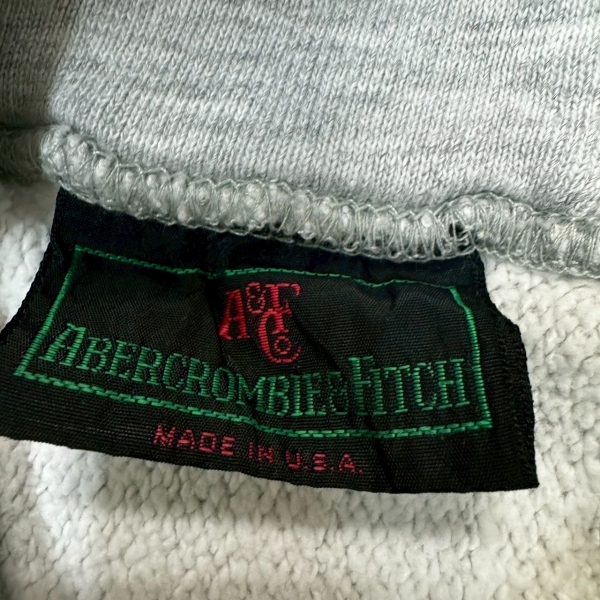 A&F Co
ABERCROMBIE & FITCH
MADE IN U.S.A.